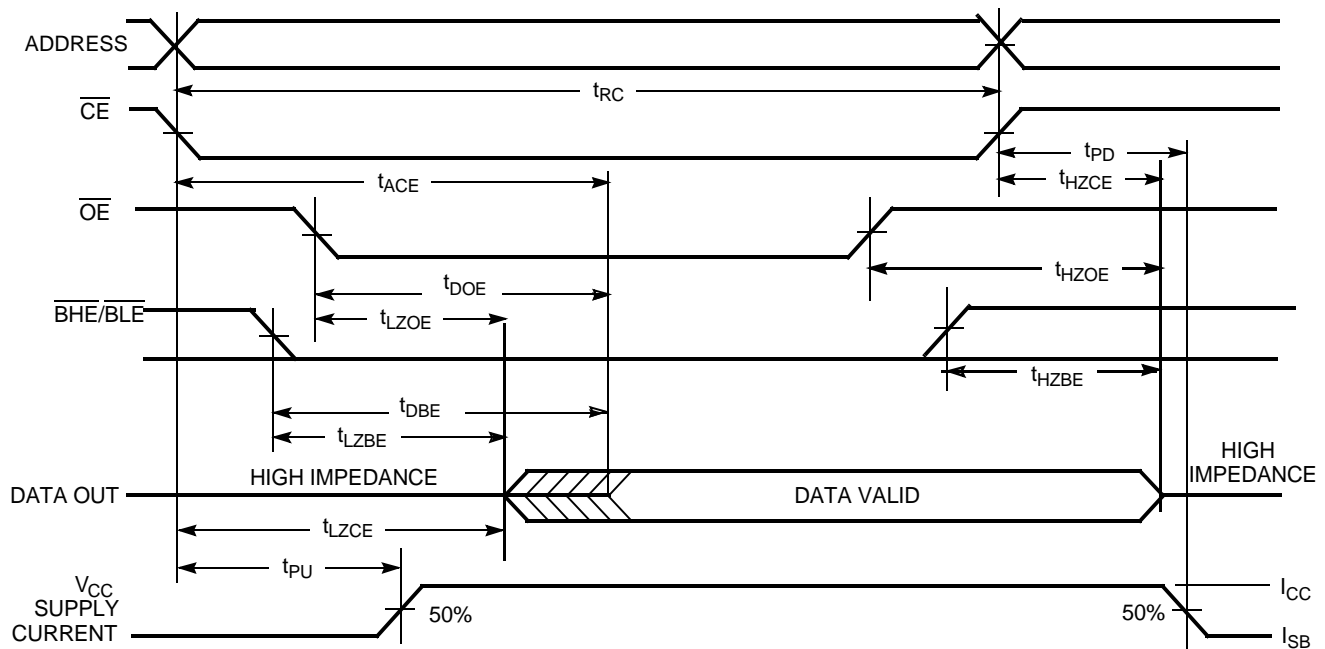 ADDRESS
tRC
CE
tPD
tACE
tHZCE
OE
tHZOE
tDOE
BHE/BLE
tLZOE
tHZBE
tDBE
tLZBE
HIGH IMPEDANCE
HIGH
IMPEDANCE
DATA OUT
DATA VALID
tLZCE
tPU
VCC
SUPPLY
CURRENT
50%
50%
ICC
ISB